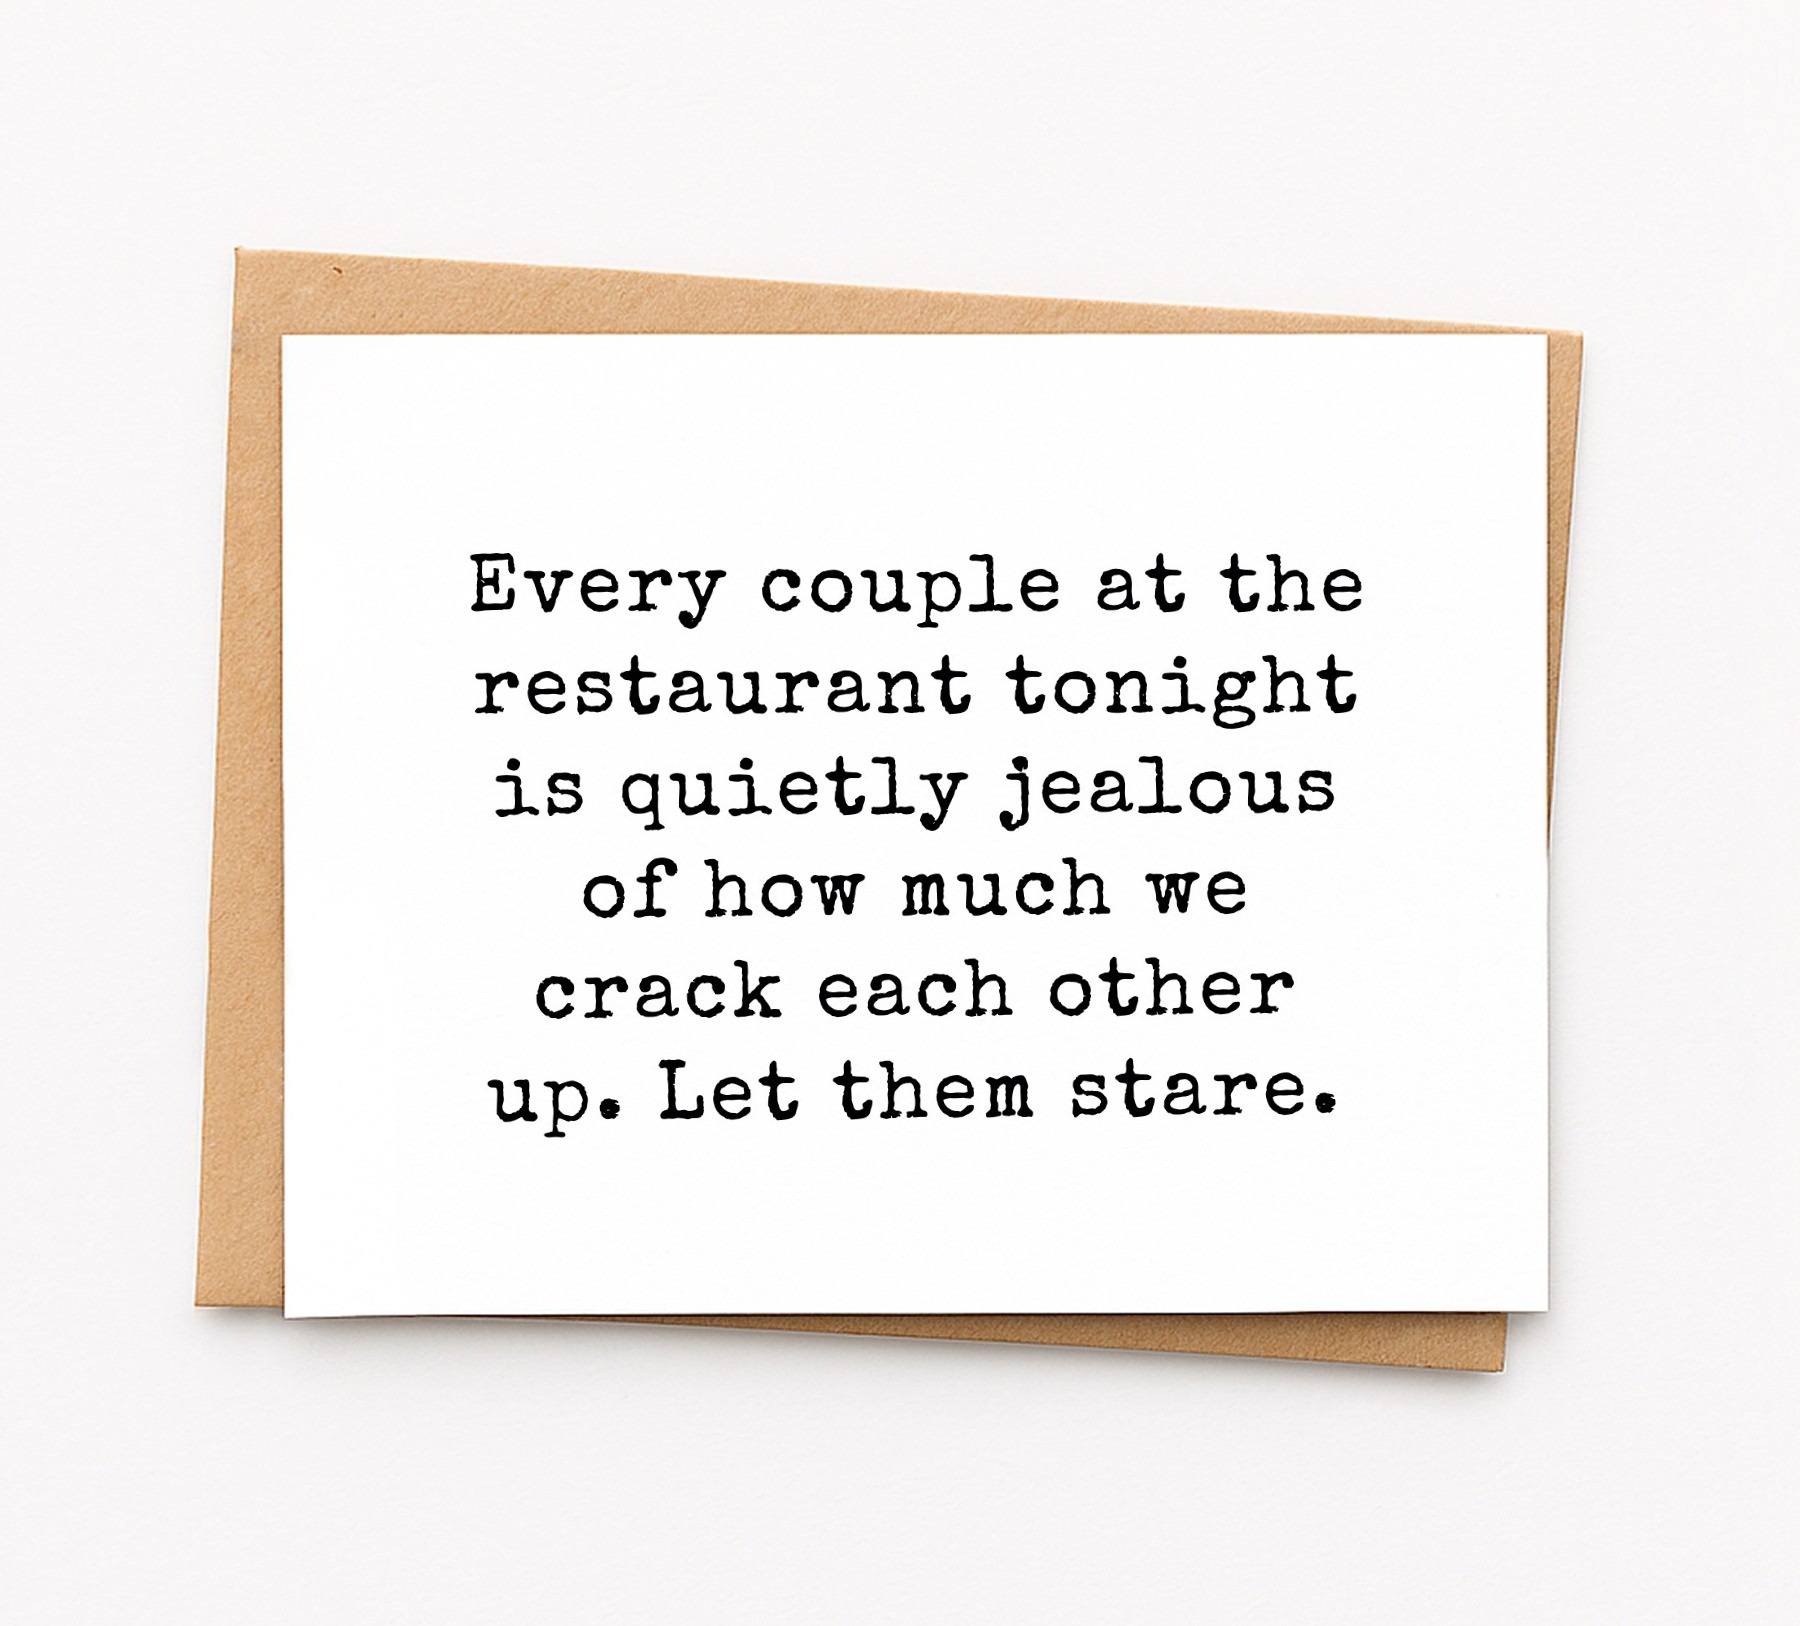 Every couple at the
restaurant tonight
is quietly jealous
of how much we
crack each other
up. Let them stare.